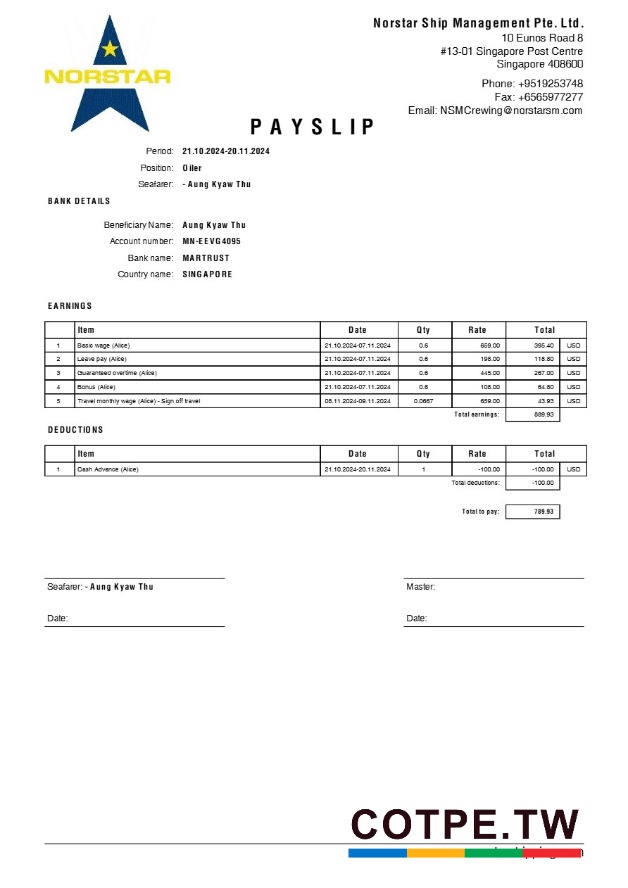 NORSTAR
Norstar Ship Management Pte. Ltd.
10 Eunos Road 8
#13-01 Singapore Post Centre
Singapore 408600
Phone: +9519253748
Fax: +6565977277
Email: NSMCrewing@norstarsm.com
PAYSLIP
Period: 21.10.2024-20.11.2024
Position: Oiler
Seafarer: - Aung Kyaw Thu
BANK DETAILS
Beneficiary Name: Aung Kyaw Thu
Account number: MN-EEVG4095
Bank name: MARTRUST
Country name: SINGAPORE
EARNINGS
Item Date Qty Rate Total
1 Basic wage (Alice) 21.10.2024-07.11.2024 0.6 659.00 395.40 USD
2 Leave pay (Alice) 21.10.2024-07.11.2024 0.6 198.00 118.80 USD
3 Guaranteed overtime (Alice) 21.10.2024-07.11.2024 0.6 445.00 267.00 USD
4 Bonus (Alice) 21.10.2024-07.11.2024 0.6 108.00 64.80 USD
5 Travel monthly wage (Alice) - Sign off travel 08.11.2024-09.11.2024 0.0667 659.00 43.93 USD
Total earnings: 889.93
DEDUCTIONS
Item Date Qty Rate Total
1 Cash Advance (Alice) 21.10.2024-20.11.2024 1 -100.00 -100.00 USD
Total deductions: -100.00
Total to pay: 789.93
Seafarer: - Aung Kyaw Thu Master:
Date: Date:
COTPE.TW